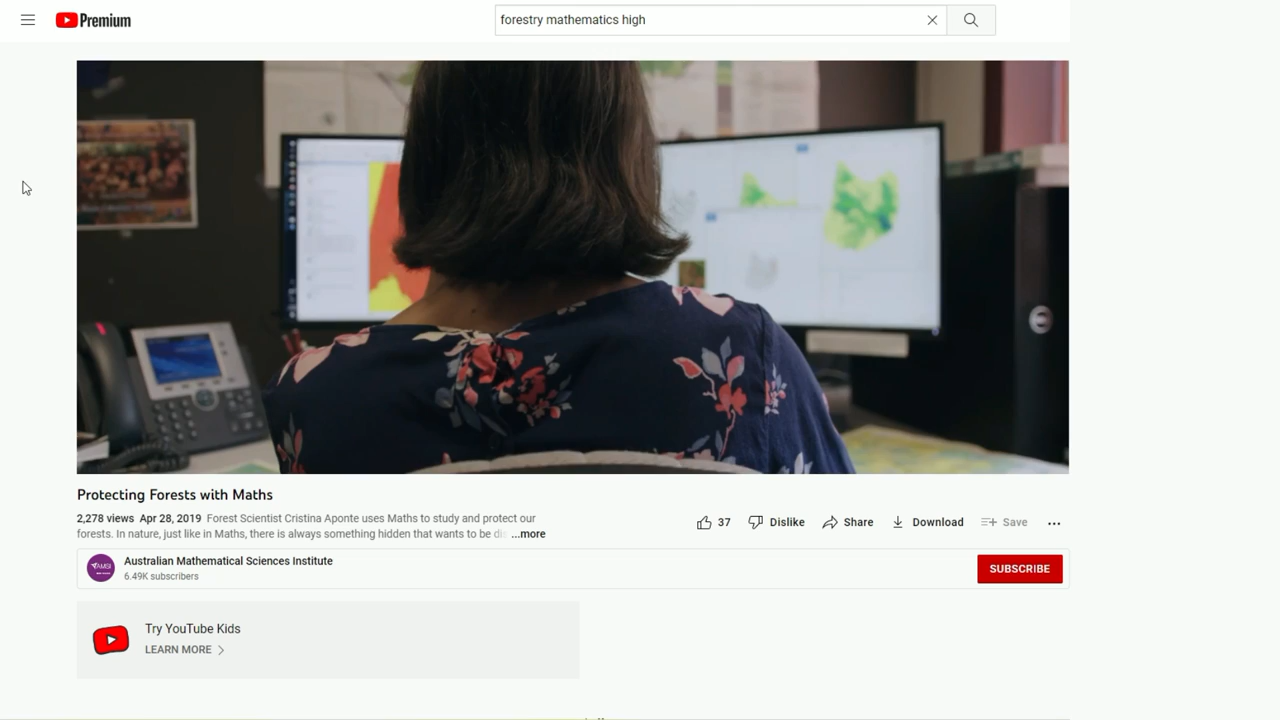 Premium
forestry mathematics high
Protecting Forests with Maths
2,278 views Apr 28, 2019 Forest Scientist Cristina Aponte uses Maths to study and protect our
forests. In nature, just like in Maths, there is always something hidden that wants to be ...more
37 Dislike Share Download Save
AMSI
Australian Mathematical Sciences Institute
6.49K subscribers
SUBSCRIBE
Try YouTube Kids
LEARN MORE